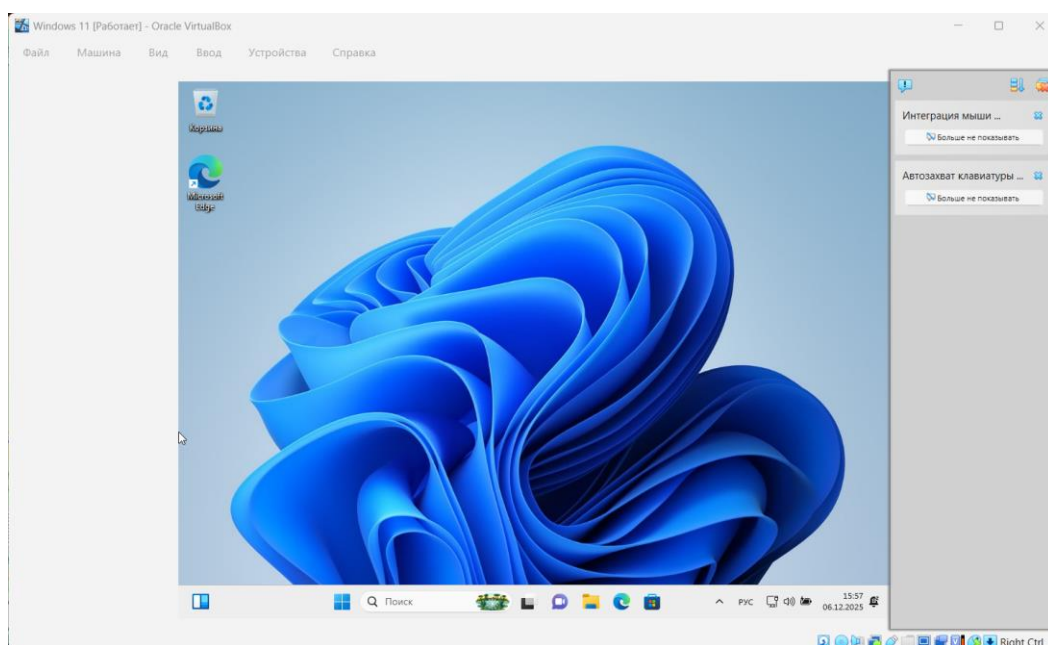 Windows 11 [Работает] - Oracle VirtualBox
Файл Машина Вид Ввод Устройства Справка
Корзина
Microsoft
Edge
Интеграция мыши ...
Больше не показывать
Автозахват клавиатуры ...
Больше не показывать
Поиск
РУС
15:57
06.12.2025
Right Ctrl